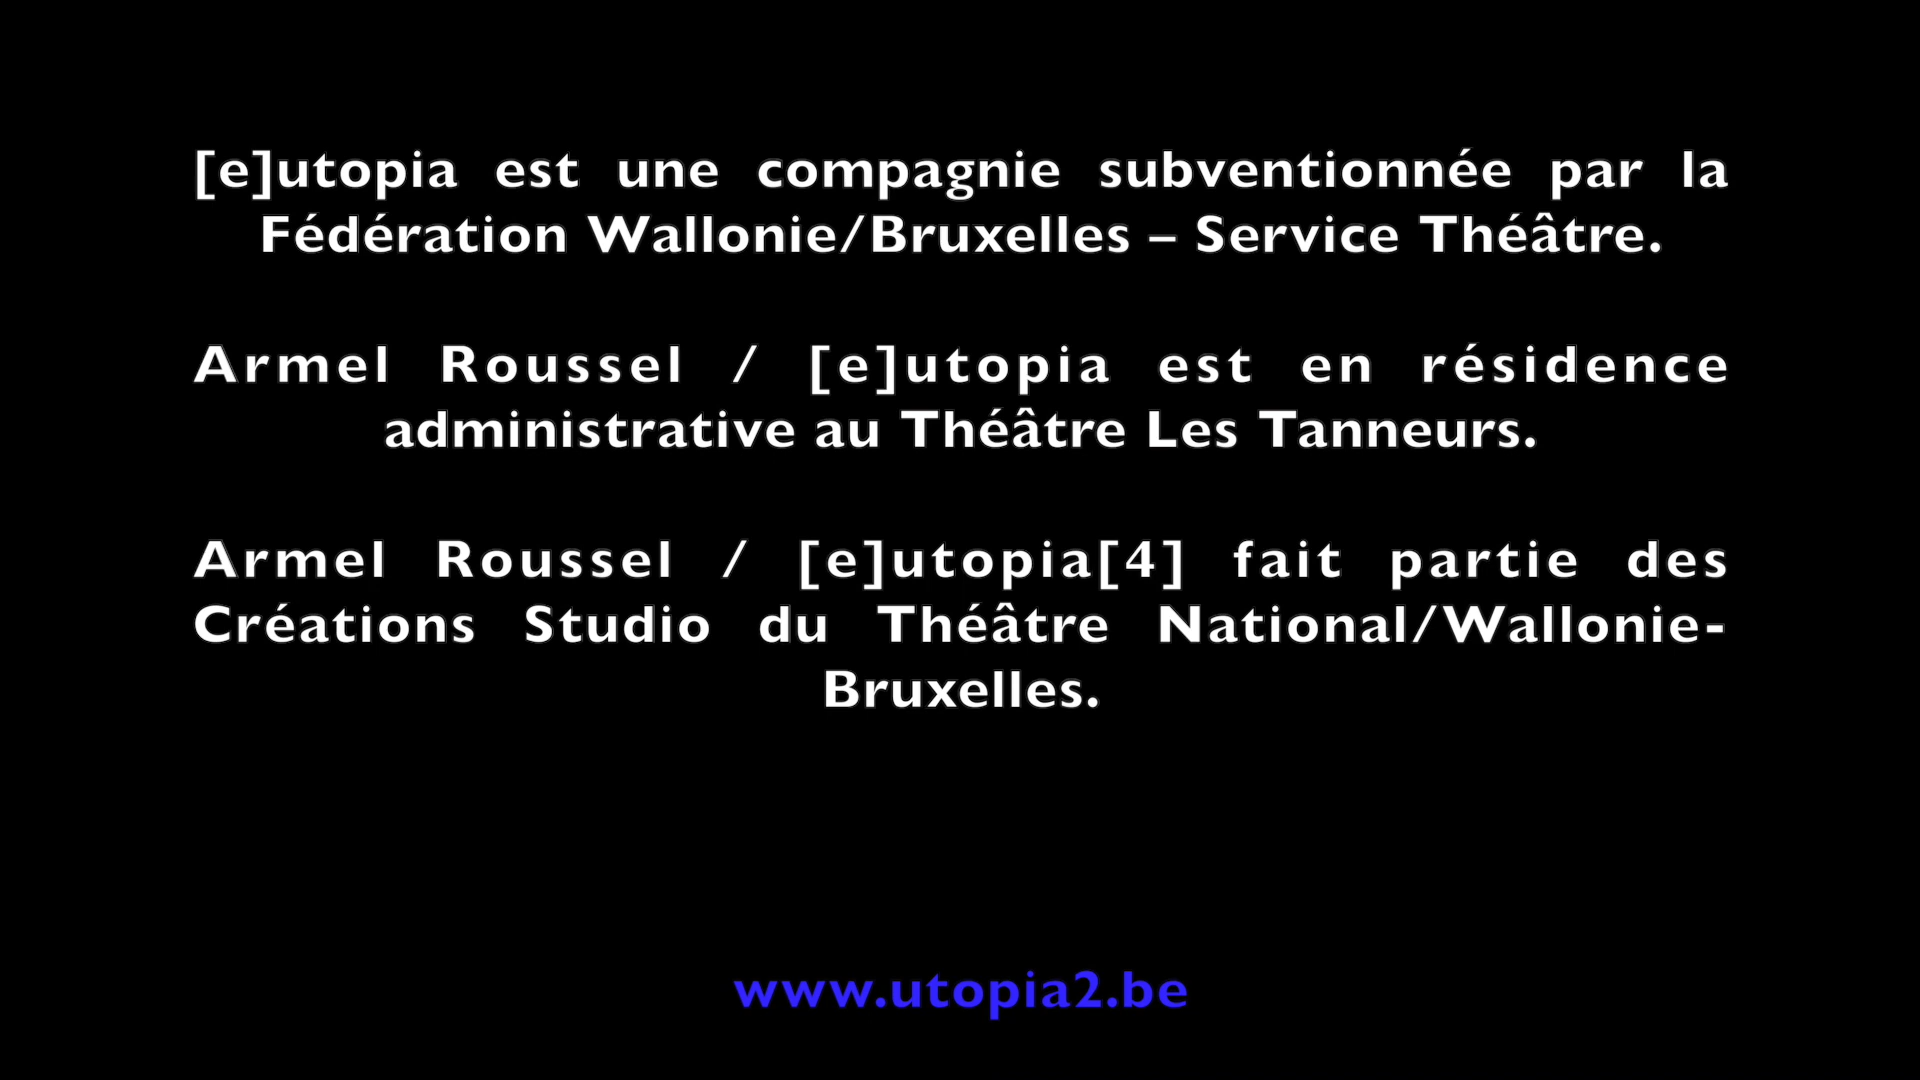 [e]utopia est une compagnie subventionnée par la
Fédération Wallonie/Bruxelles – Service Théâtre.
Armel Roussel / [e]utopia est en résidence
administrative au Théâtre Les Tanneurs.
Armel Roussel / [e]utopia[4] fait partie des
Créations Studio du Théâtre National/Wallonie-
Bruxelles.
www.utopia2.be